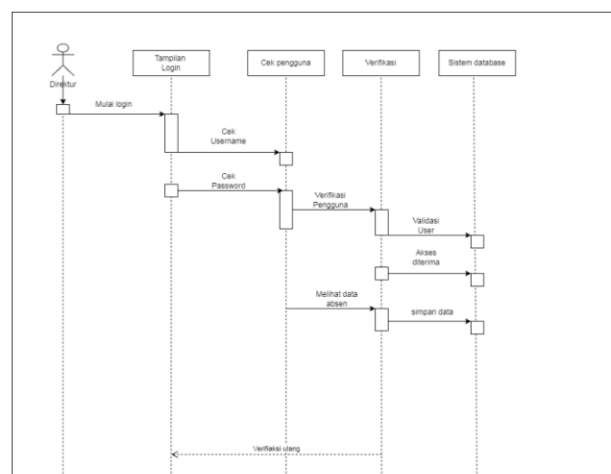 Tampilan
Login
Cek pengguna
Verifikasi
Sistem database
Direktur
Mulai login
Cek
Username
Cek
Password
Verifikasi
Pengguna
Validasi
User
Akses
diterima
Melihat data
absen
simpan data
Verifiaksi ulang